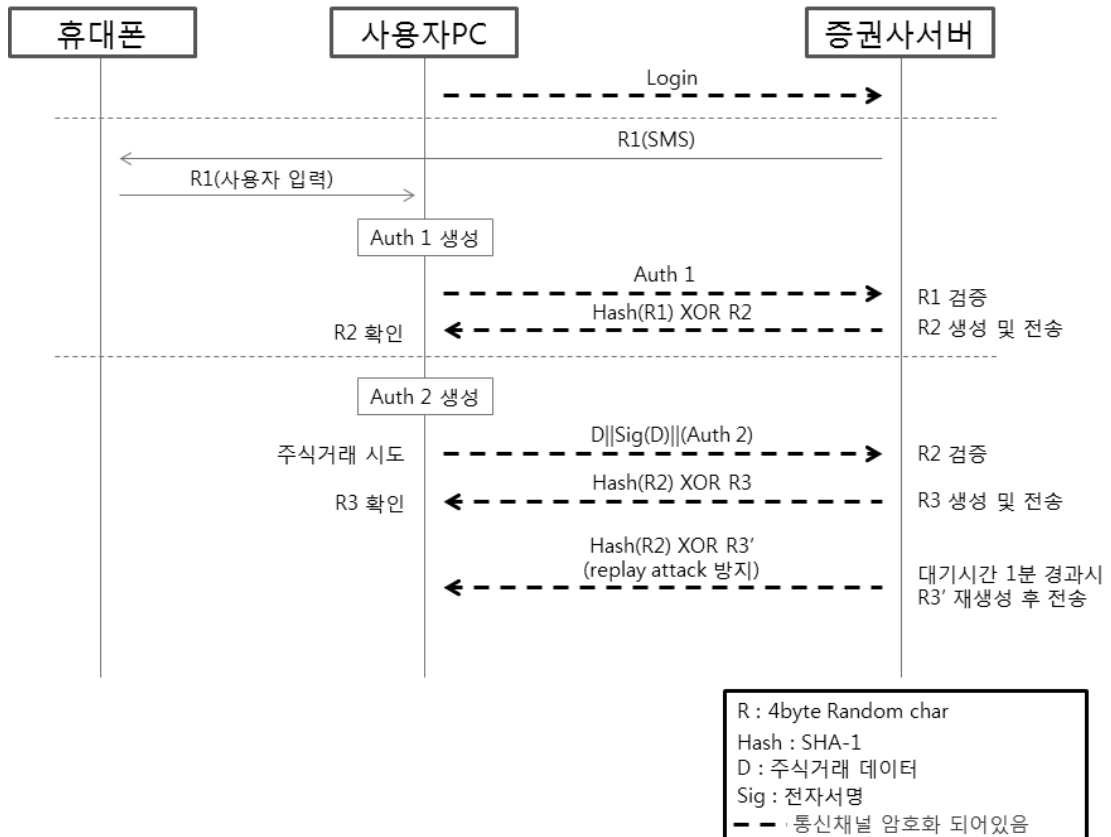 휴대폰
사용자PC
증권사서버
Login
R1(SMS)
R1(사용자 입력)
Auth 1 생성
Auth 1
R1 검증
Hash(R1) XOR R2
R2 확인
R2 생성 및 전송
Auth 2 생성
D||Sig(D)||(Auth 2)
주식거래 시도
R2 검증
Hash(R2) XOR R3
R3 확인
R3 생성 및 전송
Hash(R2) XOR R3′
(replay attack 방지)
대기시간 1분 경과시
R3′ 재생성 후 전송
R : 4byte Random char
Hash : SHA-1
D : 주식거래 데이터
Sig : 전자서명
통신채널 암호화 되어있음